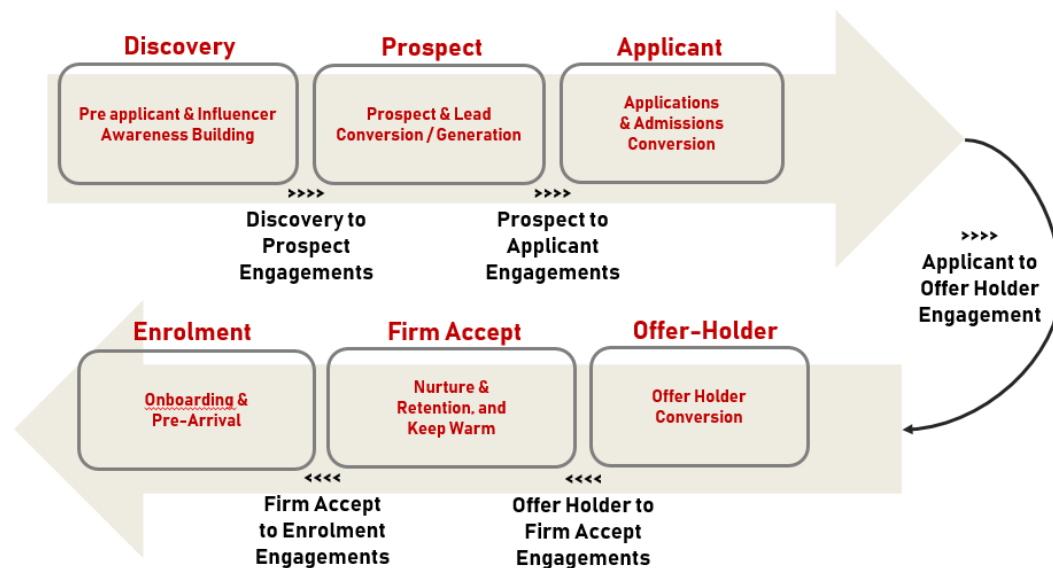 Discovery
Prospect
Applicant
Pre applicant & Influencer
Awareness Building
Prospect & Lead
Conversion / Generation
Applications
& Admissions
Conversion
>>>>
Discovery to
Prospect
Engagements
>>>>
Prospect to
Applicant
Engagements
>>>>
Applicant to
Offer Holder
Engagement
Enrolment
Firm Accept
Offer-Holder
Onboarding &
Pre-Arrival
Nurture &
Retention, and
Keep Warm
Offer Holder
Conversion
<<<<
Firm Accept
to Enrolment
Engagements
<<<<
Offer Holder to
Firm Accept
Engagements